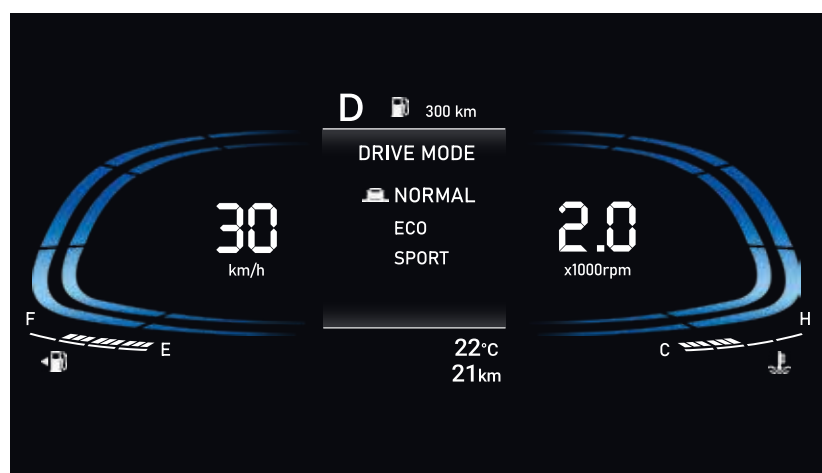 D 300 km
DRIVE MODE
NORMAL
ECO
SPORT
30
km/h
2.0
x1000rpm
F
E
22°C
21km
C
H